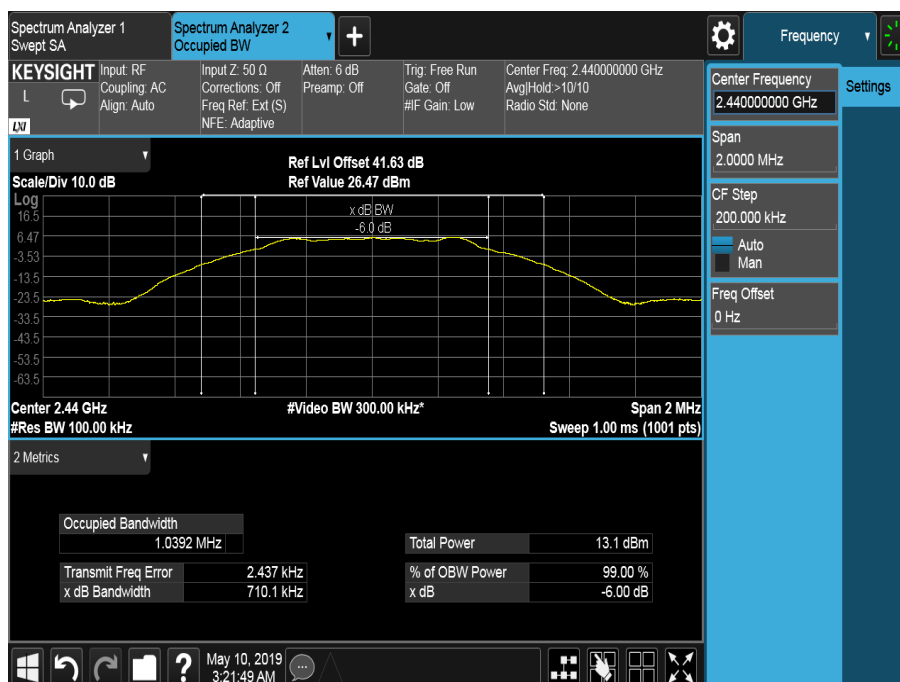 Spectrum Analyzer 1
Swept SA
Spectrum Analyzer 2
Occupied BW
Frequency
KEYSIGHT
L
LXI
Input: RF
Coupling: AC
Align: Auto
Input Z: 50 Ω
Corrections: Off
Freq Ref: Ext (S)
NFE: Adaptive
Atten: 6 dB
Preamp: Off
Trig: Free Run
Gate: Off
#IF Gain: Low
Center Freq: 2.440000000 GHz
Avg|Hold:>10/10
Radio Std: None
Center Frequency
2.440000000 GHz
Settings
Span
2.0000 MHz
CF Step
200.000 kHz
Auto
Man
Freq Offset
0 Hz
1 Graph
Scale/Div 10.0 dB
Ref Lvl Offset 41.63 dB
Ref Value 26.47 dBm
Log
16.5
6.47
-3.53
-13.5
-23.5
-33.5
-43.5
-53.5
-63.5
x dB BW
-6.0 dB
Center 2.44 GHz
#Video BW 300.00 kHz*
Span 2 MHz
#Res BW 100.00 kHz
Sweep 1.00 ms (1001 pts)
2 Metrics
Occupied Bandwidth
1.0392 MHz
Total Power 13.1 dBm
Transmit Freq Error 2.437 kHz
% of OBW Power 99.00 %
x dB Bandwidth 710.1 kHz
x dB -6.00 dB
?
May 10, 2019
3:21:49 AM